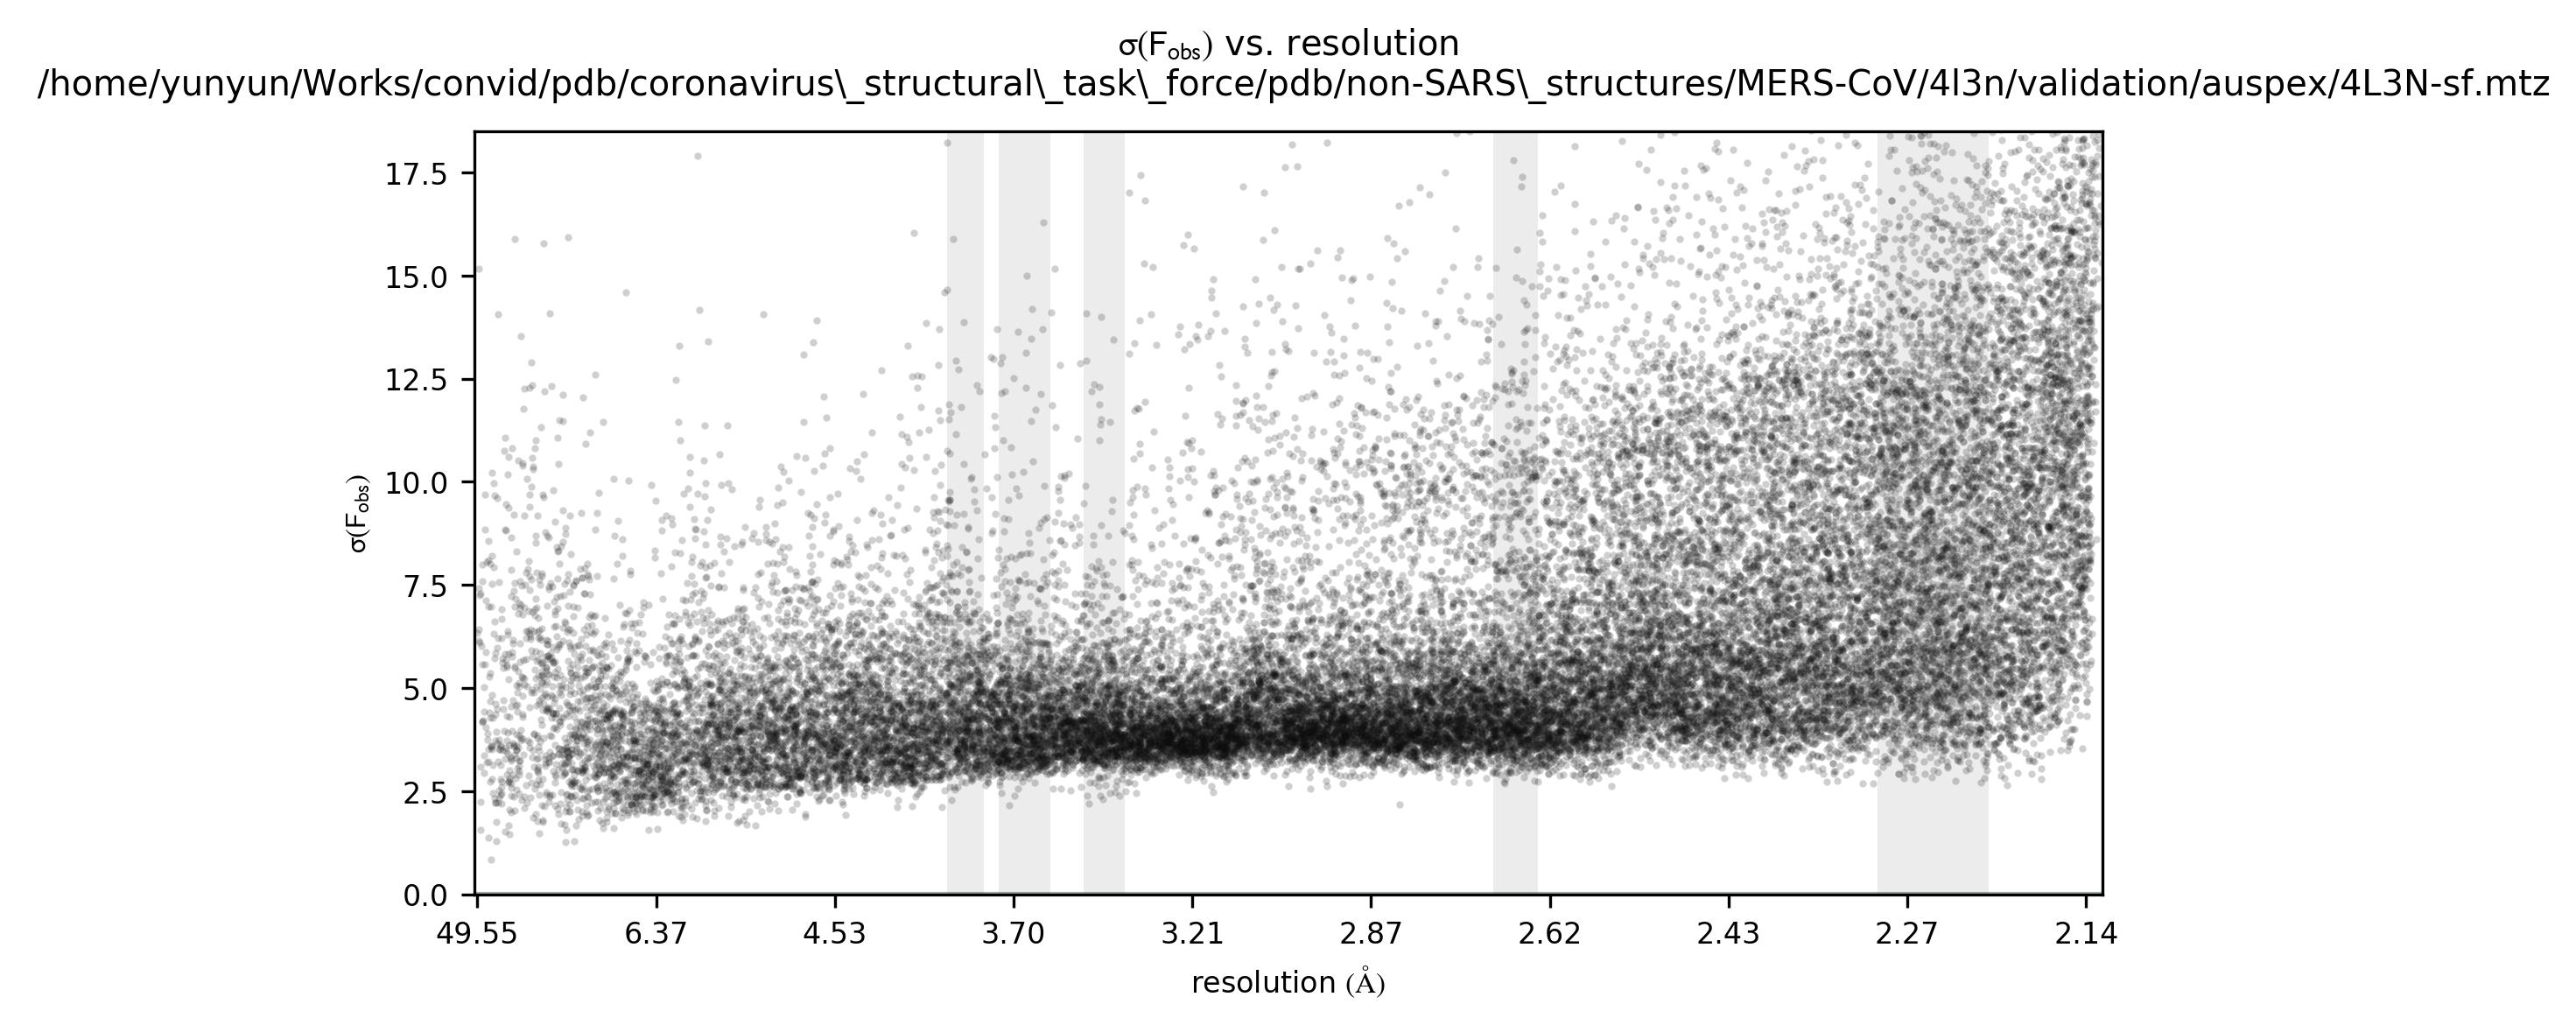 σ(Fobs) vs. resolution
/home/yunyun/Works/convid/pdb/coronavirus\_structural\_task\_force/pdb/non-SARS\_structures/MERS-CoV/4l3n/validation/auspex/4L3N-sf.mtz
17.5
15.0
12.5
10.0
7.5
5.0
2.5
0.0
σ(Fobs)
49.55 6.37 4.53 3.70 3.21 2.87 2.62 2.43 2.27 2.14
resolution (Å)